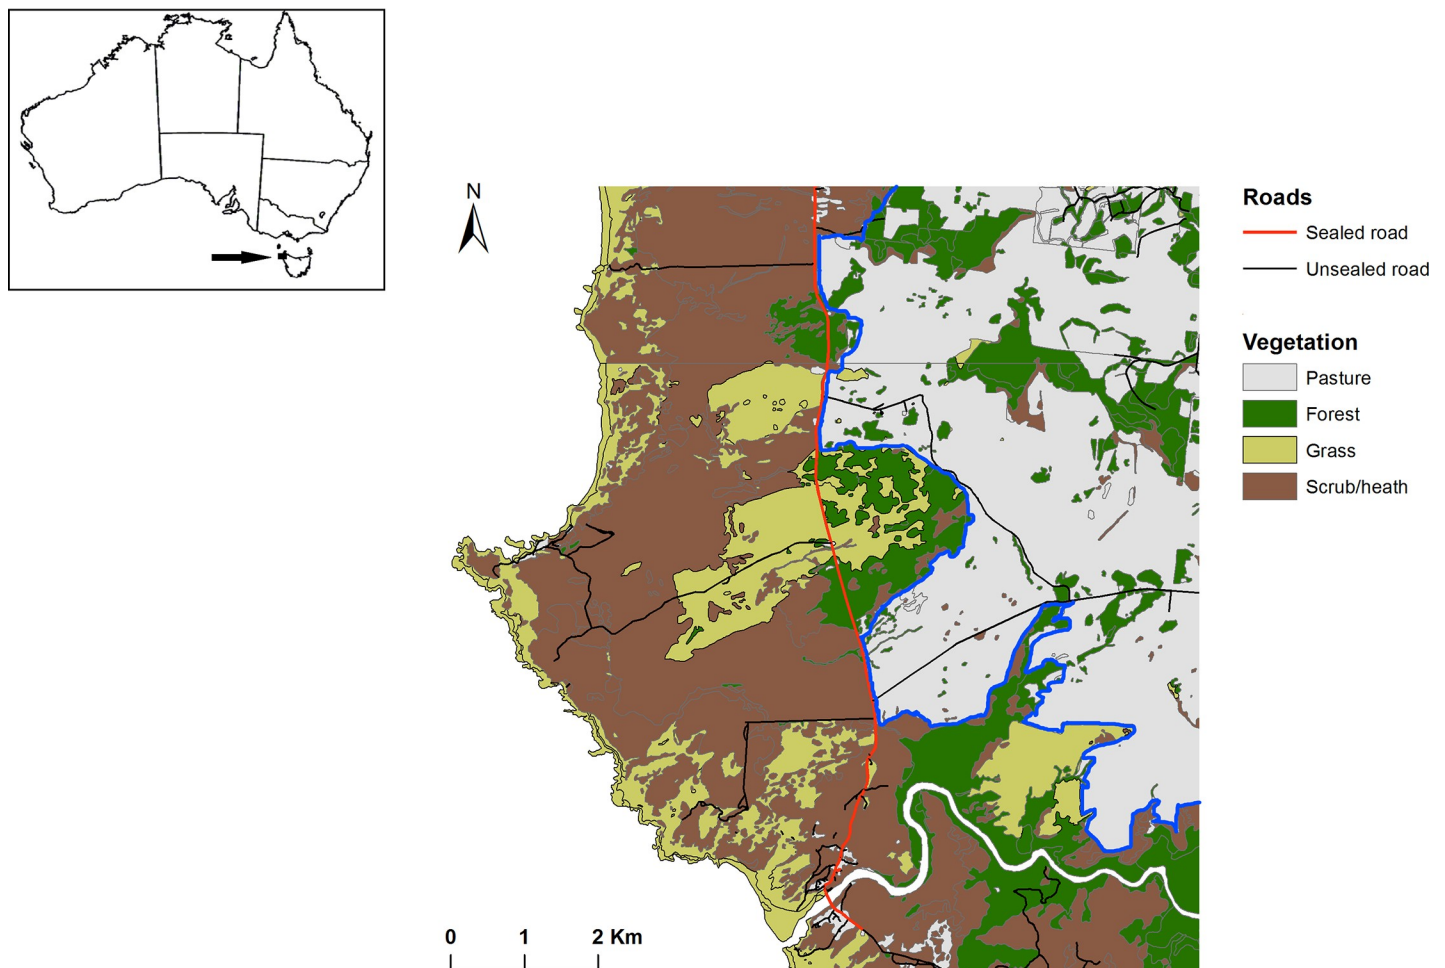 N
Roads
Sealed road
Unsealed road
Vegetation
Pasture
Forest
Grass
Scrub/heath
0 1 2 Km